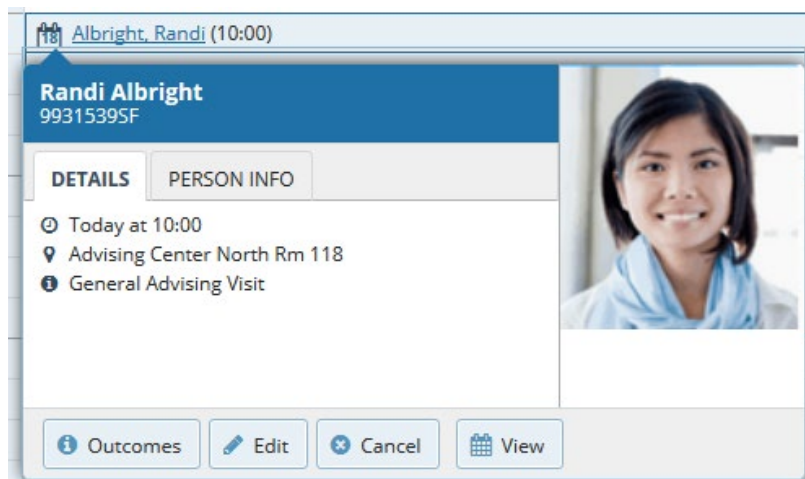 18 Albright, Randi (10:00)
Randi Albright
9931539SF
DETAILS PERSON INFO
Today at 10:00
Advising Center North Rm 118
General Advising Visit
Outcomes Edit Cancel View